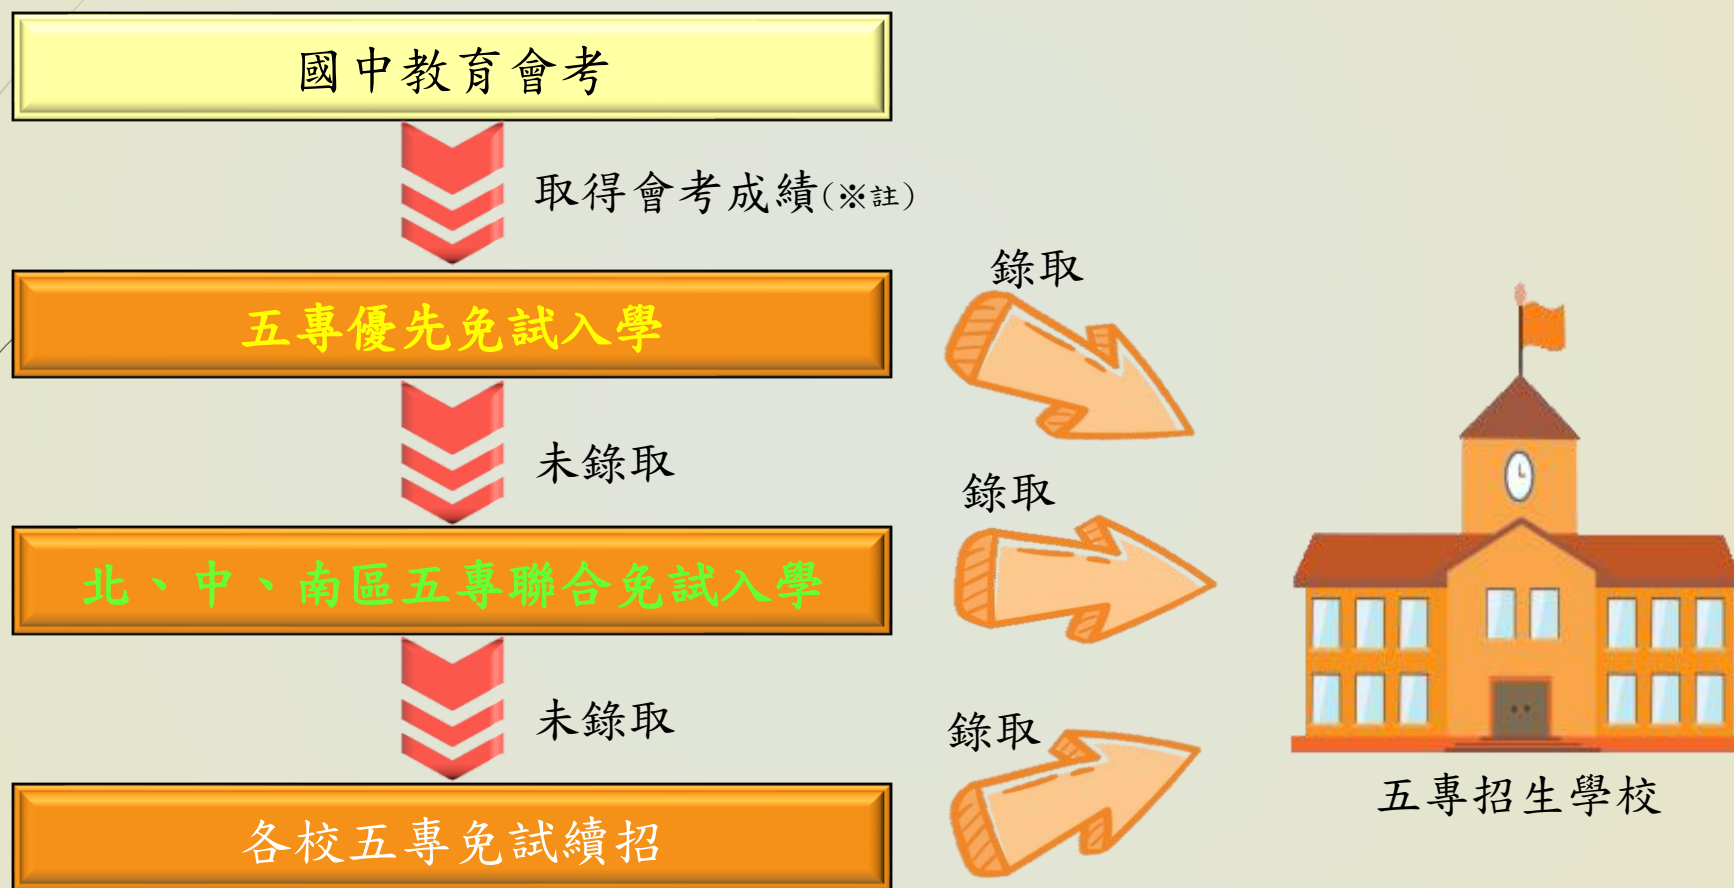 國中教育會考
取得會考成績(※註)
錄取
五專優先免試入學
未錄取
錄取
北、中、南區五專聯合免試入學
未錄取
錄取
五專招生學校
各校五專免試續招